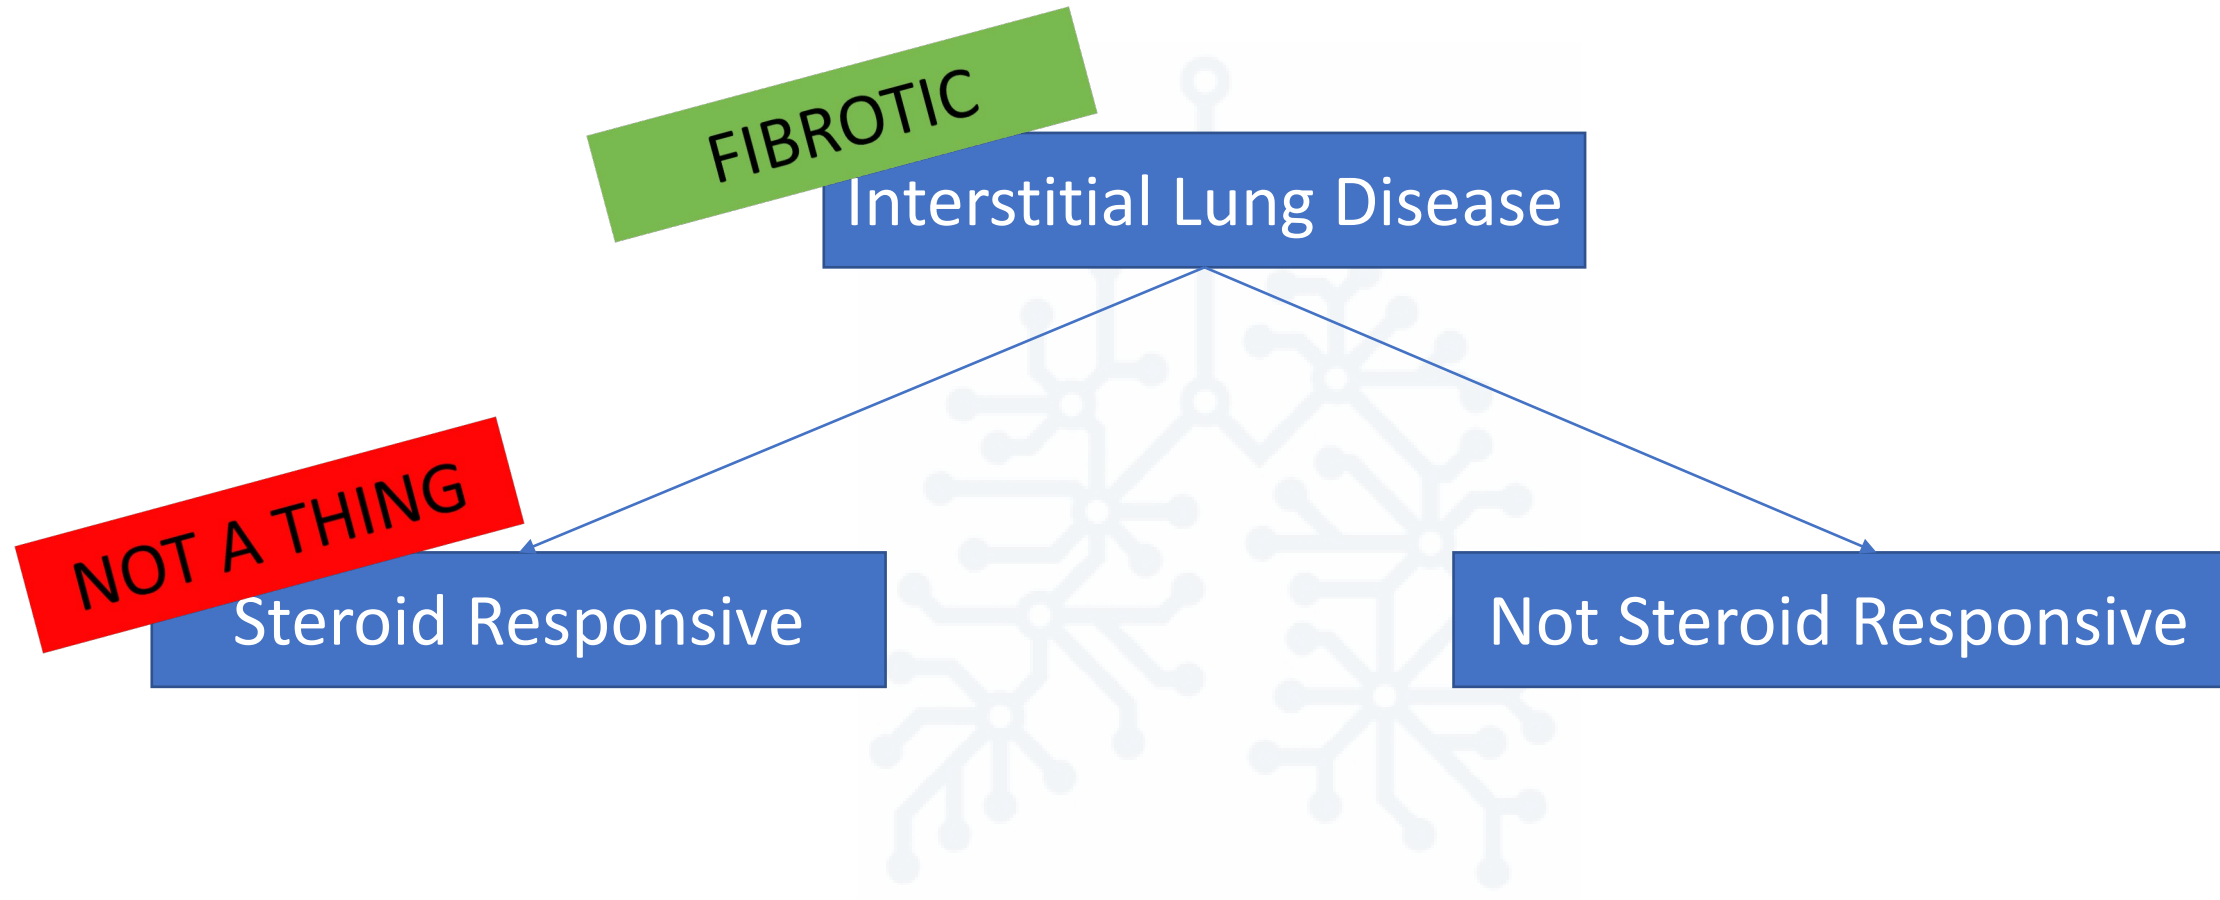 FIBROTIC
Interstitial Lung Disease
NOT A THING
Steroid Responsive
Not Steroid Responsive